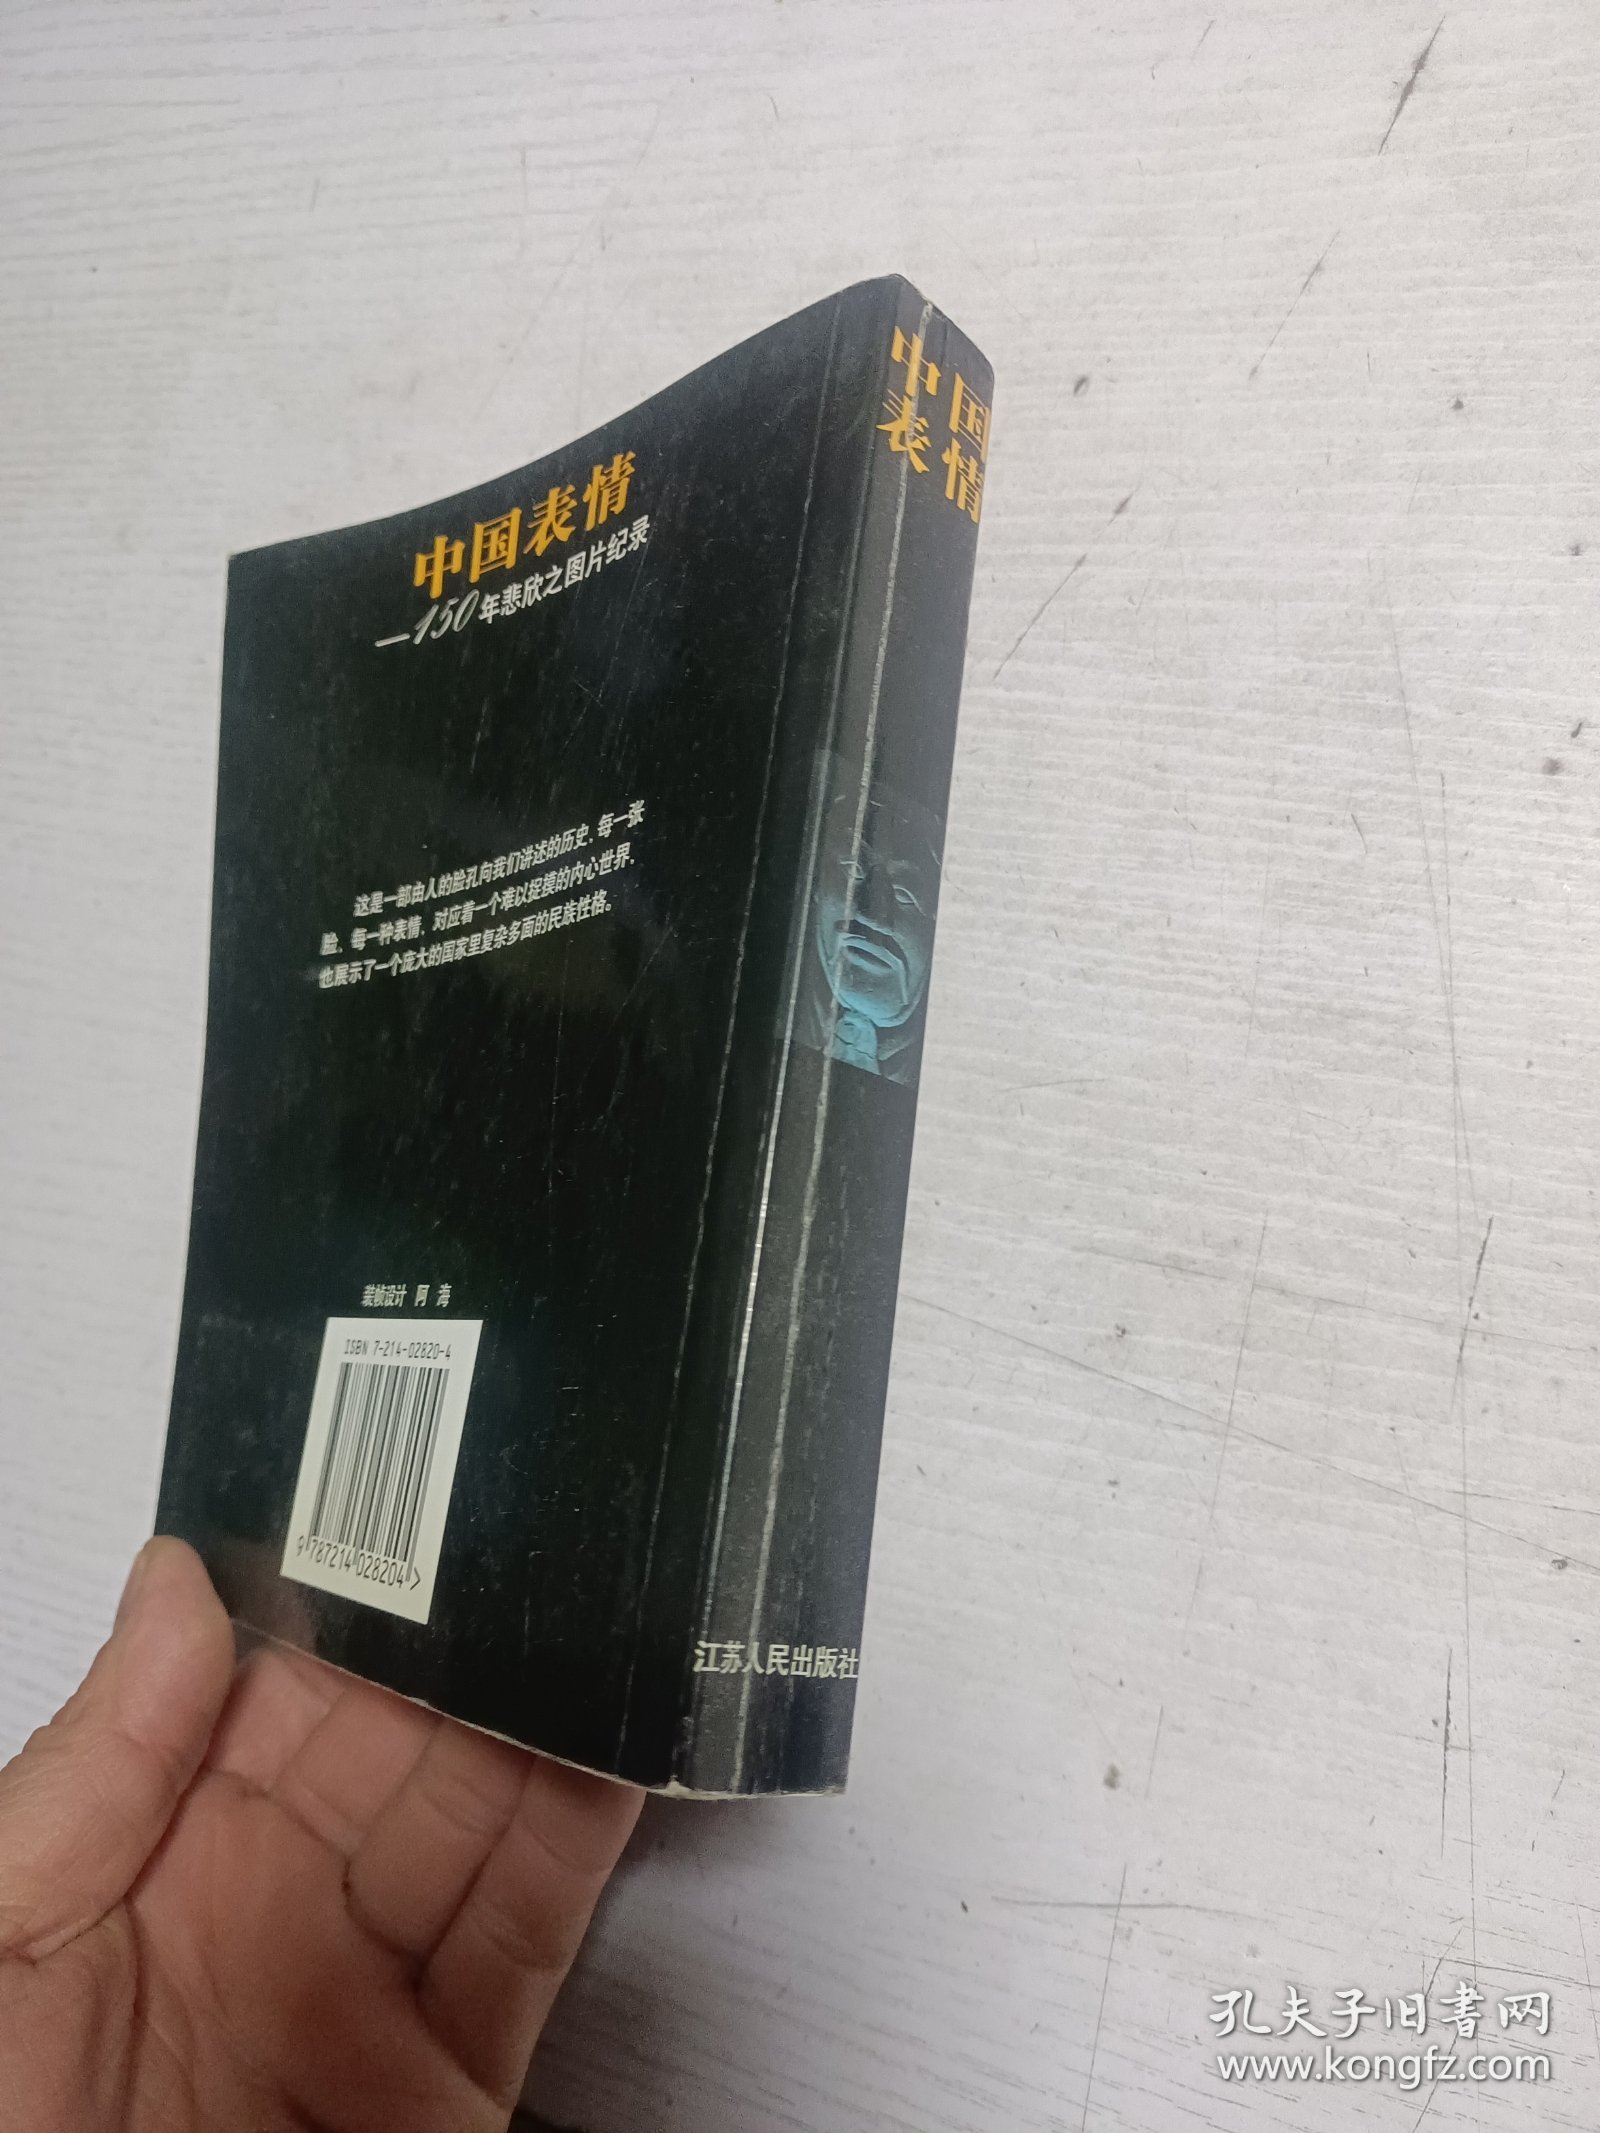 中国表情
—150年悲欣之图片纪录
这是一部由人的脸孔向我们讲述的历史，每一张
脸、每一种表情，对应着一个难以捉摸的内心世界，
也展示了一个庞大的国家里复杂多面的民族性格。
装帧设计 阿 海
ISBN 7-214-02820-4
9 787214 028204 >
中国
表情
江苏人民出版社
孔夫子旧書网
www.kongfz.com